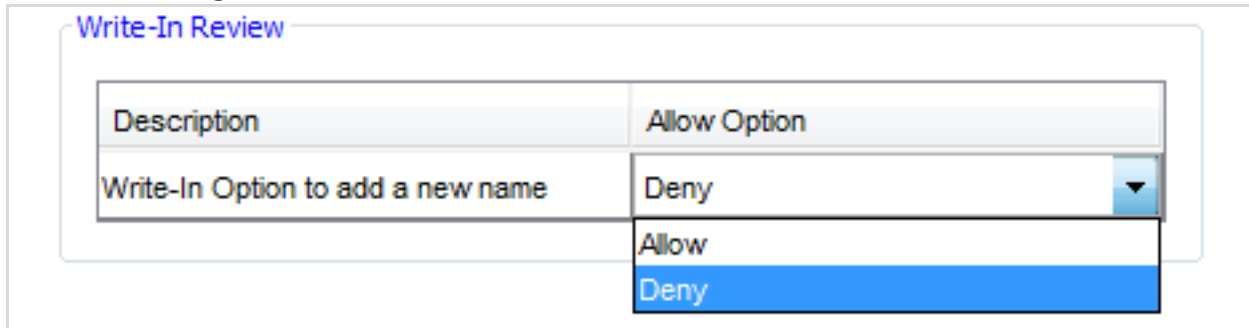 Write-In Review
Description Allow Option
Write-In Option to add a new name Deny
Allow
Deny